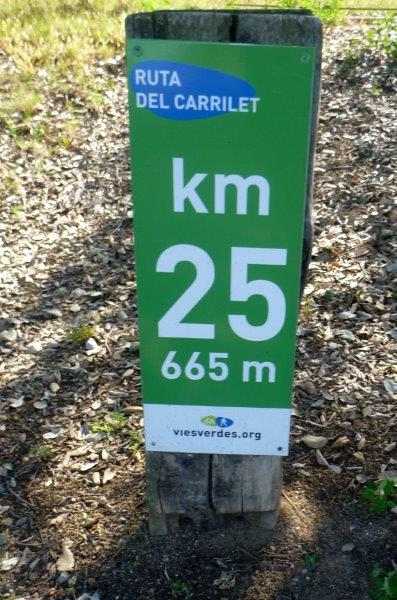 RUTA
DEL CARRILET
km
25
665 m
viesverdes.org